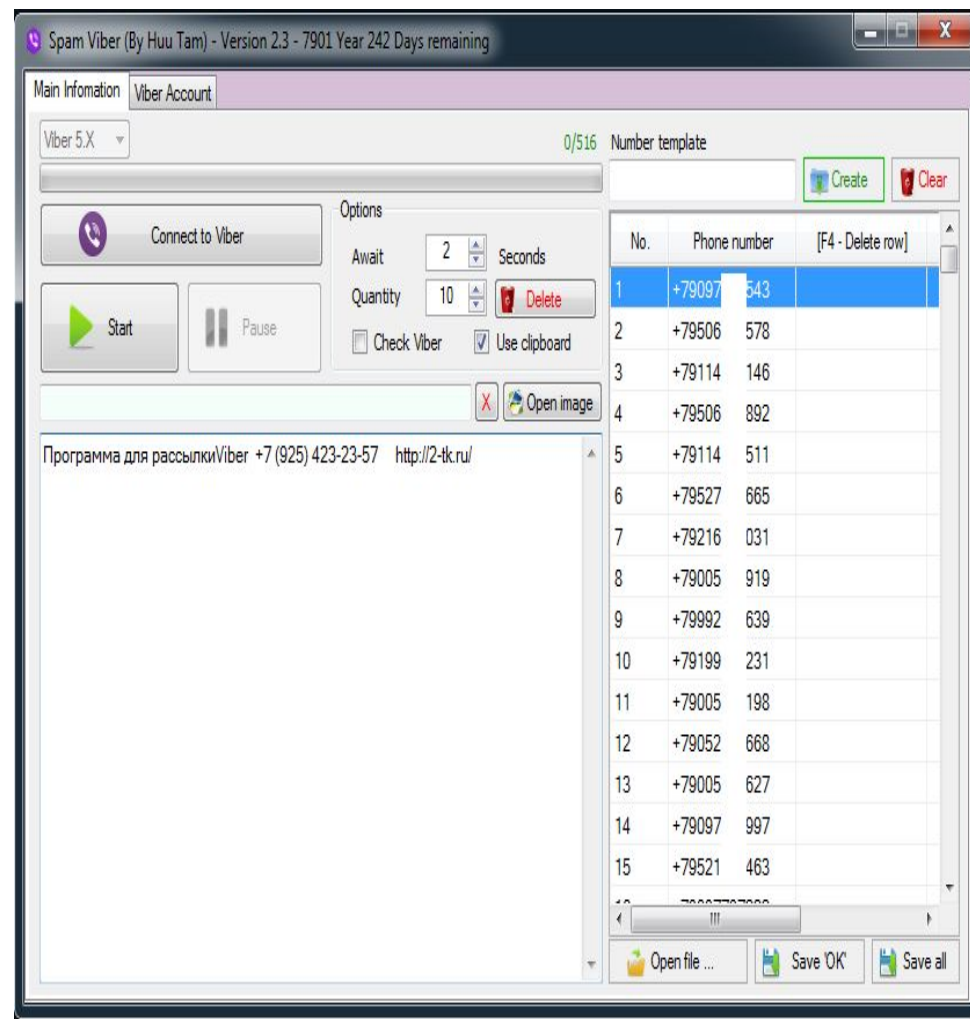 Spam Viber (By Huu Tam) - Version 2.3 - 7901 Year 242 Days remaining
X
Main Infomation Viber Account
Viber 5.X
0/516
Number template
Create
Clear
Connect to Viber
Options
Await 2 Seconds
Quantity 10 Delete
Check Viber Use clipboard
Start
Pause
X Open image
Программа для рассылкиViber +7 (925) 423-23-57 http://2-tk.ru/
No. Phone number [F4 - Delete row]
1 +79097 543
2 +79506 578
3 +79114 146
4 +79506 892
5 +79114 511
6 +79527 665
7 +79216 031
8 +79005 919
9 +79992 639
10 +79199 231
11 +79005 198
12 +79052 668
13 +79005 627
14 +79097 997
15 +79521 463
Open file ...
Save 'OK'
Save all